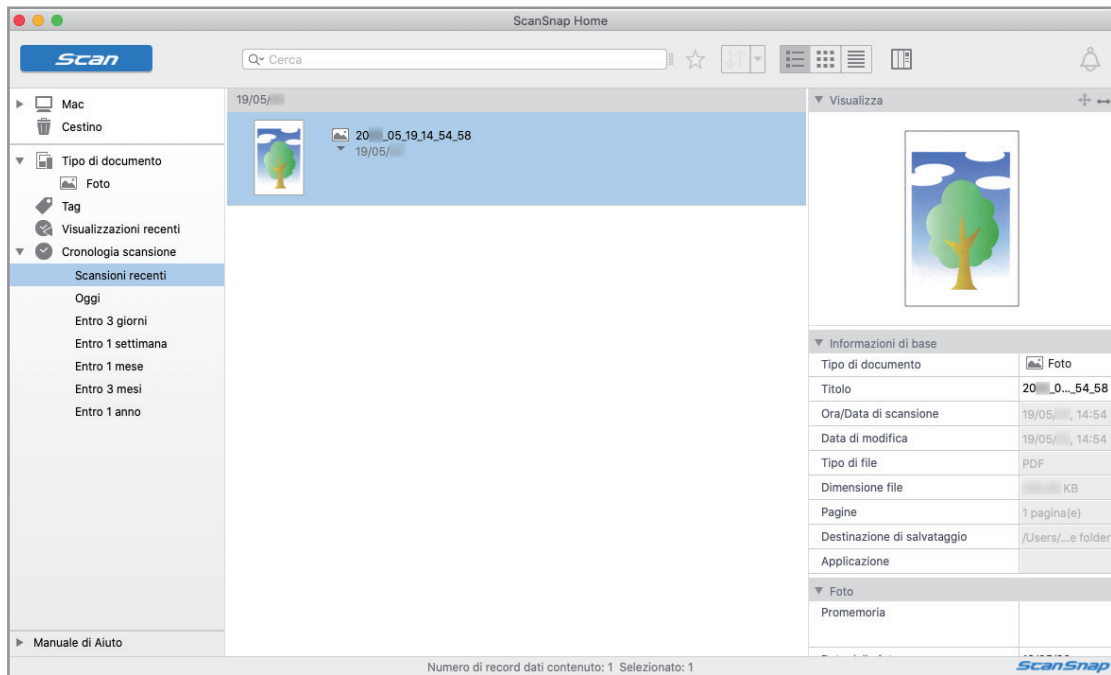 ScanSnap Home
Scan
Cerca
Mac
Cestino
Tipo di documento
Foto
Tag
Visualizzazioni recenti
Cronologia scansione
Scansioni recenti
Oggi
Entro 3 giorni
Entro 1 settimana
Entro 1 mese
Entro 3 mesi
Entro 1 anno
Manuale di Aiuto
19/05/
20 _05_19_14_54_58
19/05/
Visualizza
Informazioni di base
Tipo di documento Foto
Titolo 20 _0..._54_58
Ora/Data di scansione 19/05/ , 14:54
Data di modifica 19/05/ , 14:54
Tipo di file PDF
Dimensione file KB
Pagine 1 pagina(e)
Destinazione di salvataggio /Users/...e folder
Applicazione
Foto
Promemoria
Numero di record dati contenuto: 1 Selezionato: 1
ScanSnap